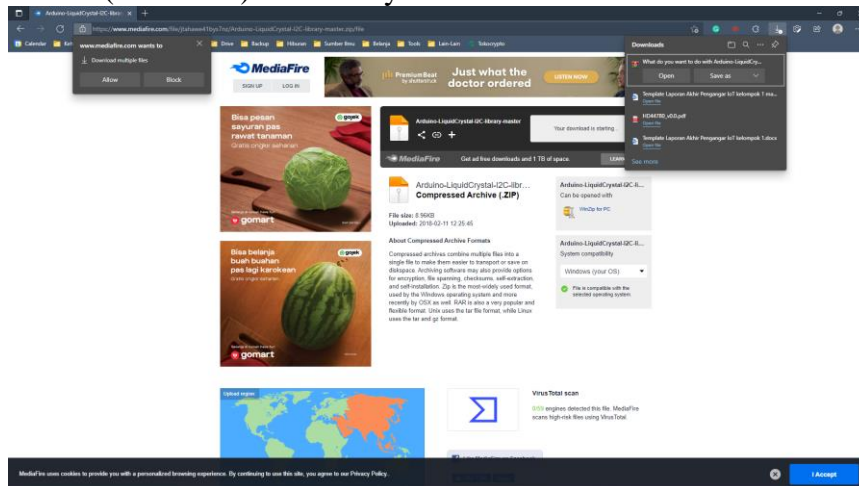 Arduino-LiquidCrystal-I2C-librar
https://www.mediafire.com/file/
/Arduino-LiquidCrystal-I2C-library-master.zip/file
Calendar
Drive
Backup
Hiburan
Sumber Ilmu
Belanja
Tools
Lain-Lain
Tokocrypto
www.mediafire.com wants to
Download multiple files
Allow
Block
Downloads
What do you want to do with Arduino-LiquidCry...
Open
Save as
Template Laporan Akhir Pengangar IoT kelompok 1 ma...
Open file
HD44780_v0.0.pdf
Open file
Template Laporan Akhir Pengangar IoT kelompok 1.docx
Open file
See more
MediaFire
SIGN UP
LOG IN
PremiumBeat
by shutterstock
Just what the
doctor ordered
LISTEN NOW
Bisa pesan
sayuran pas
rawat tanaman
Gratis ongkir seharian
gojek
gomart
Arduino-LiquidCrystal-I2C-library-master
Your download is starting...
MediaFire
Get ad free downloads and 1 TB of space.
LEARN
Arduino-LiquidCrystal-I2C-libr...
Compressed Archive (.ZIP)
File size: 8.96KB
Uploaded: 2018-02-11 12:25:45
About Compressed Archive Formats
Compressed archives combine multiple files into a
single file to make them easier to transport or save on
diskspace. Archiving software may also provide options
for encryption, file spanning, checksums, self-extraction,
and self-installation. Zip is the most-widely used format,
used by the Windows operating system and more
recently by OSX as well. RAR is also a very popular and
flexible format. Unix uses the tar file format, while Linux
uses the tar and gz format.
Arduino-LiquidCrystal-I2C-li...
Can be opened with
WinZip for PC
Arduino-LiquidCrystal-I2C-li...
System compatibility
Windows (your OS)
File is compatible with the
selected operating system.
Bisa belanja
buah buahan
pas lagi karokean
Gratis ongkir seharian
gojek
gomart
Upload region:
VirusTotal scan
engines detected this file. MediaFire
scans high-risk files using VirusTotal.
MediaFire uses cookies to provide you with a personalized browsing experience. By continuing to use this site, you agree to our Privacy Policy.
I Accept